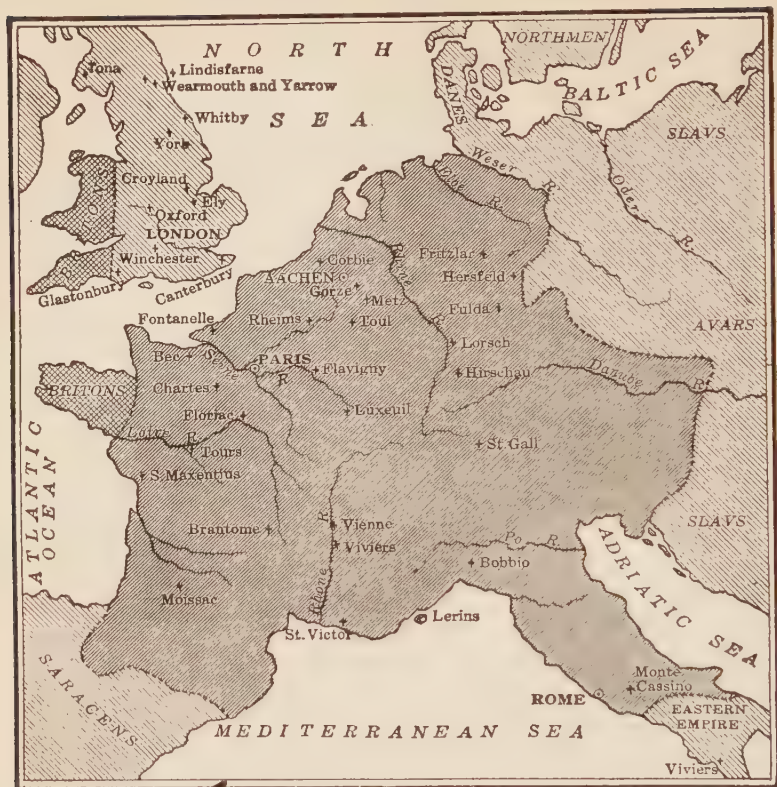 NORTH
SEA
NORTHMEN
DANES
BALTIC SEA
SLAVS
Iona
Lindisfarne
Wearmouth and Yarrow
Whitby
York
Croyland
Ely
Oxford
LONDON
BRITONS
Winchester
Glastonbury
Canterbury
Weser
R.
Elbe
R.
Oder
R.
Corbie
AACHEN
Gorze
Metz
Rhine
R
Fritzlar
Hersfeld
Fulda
AVARS
Fontanelle
Rheims
Toul
Lorsch
Bec
Seine
R
PARIS
Flavigny
Hirschau
Danube
R.
BRITONS
Chartes
Floriac
Luxeuil
Loire
R.
Tours
St. Gall
S. Maxentius
ATLANTIC
OCEAN
Brantome
Vienne
Viviers
Rhone
R
Po R.
Bobbio
SLAVS
ADRIATIC SEA
Moissac
St. Victor
Lerins
SARACENS
Monte
Cassino
ROME
EASTERN
EMPIRE
MEDITERRANEAN SEA
Viviers